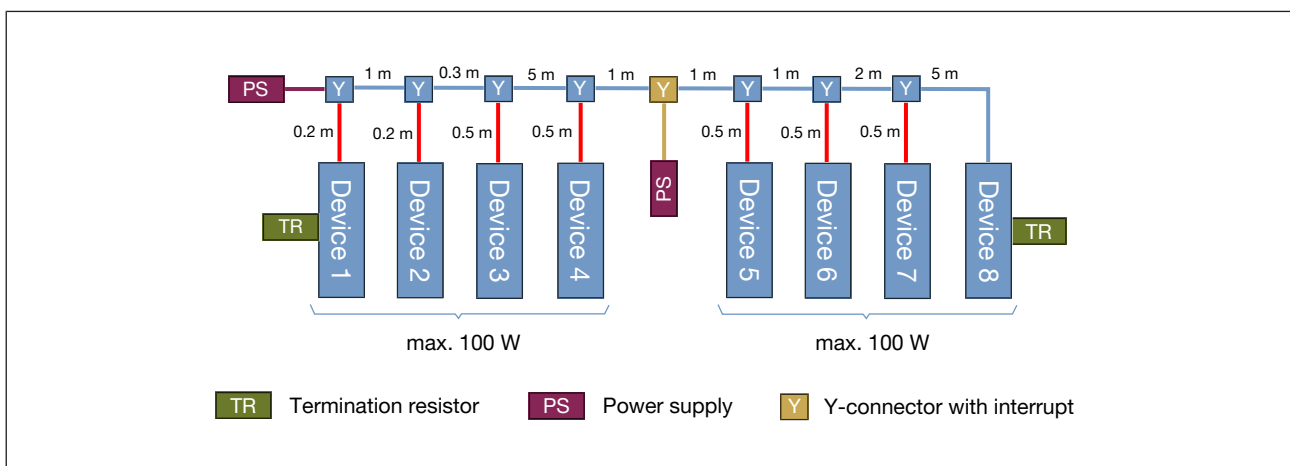 1 m 0.3 m 5 m 1 m 1 m 1 m 2 m 5 m
PS Y Y Y Y Y Y Y Y
0.2 m 0.2 m 0.5 m 0.5 m 0.5 m 0.5 m 0.5 m
PS
TR Device 1 Device 2 Device 3 Device 4 Device 5 Device 6 Device 7 Device 8 TR
max. 100 W max. 100 W
TR Termination resistor PS Power supply Y Y-connector with interrupt